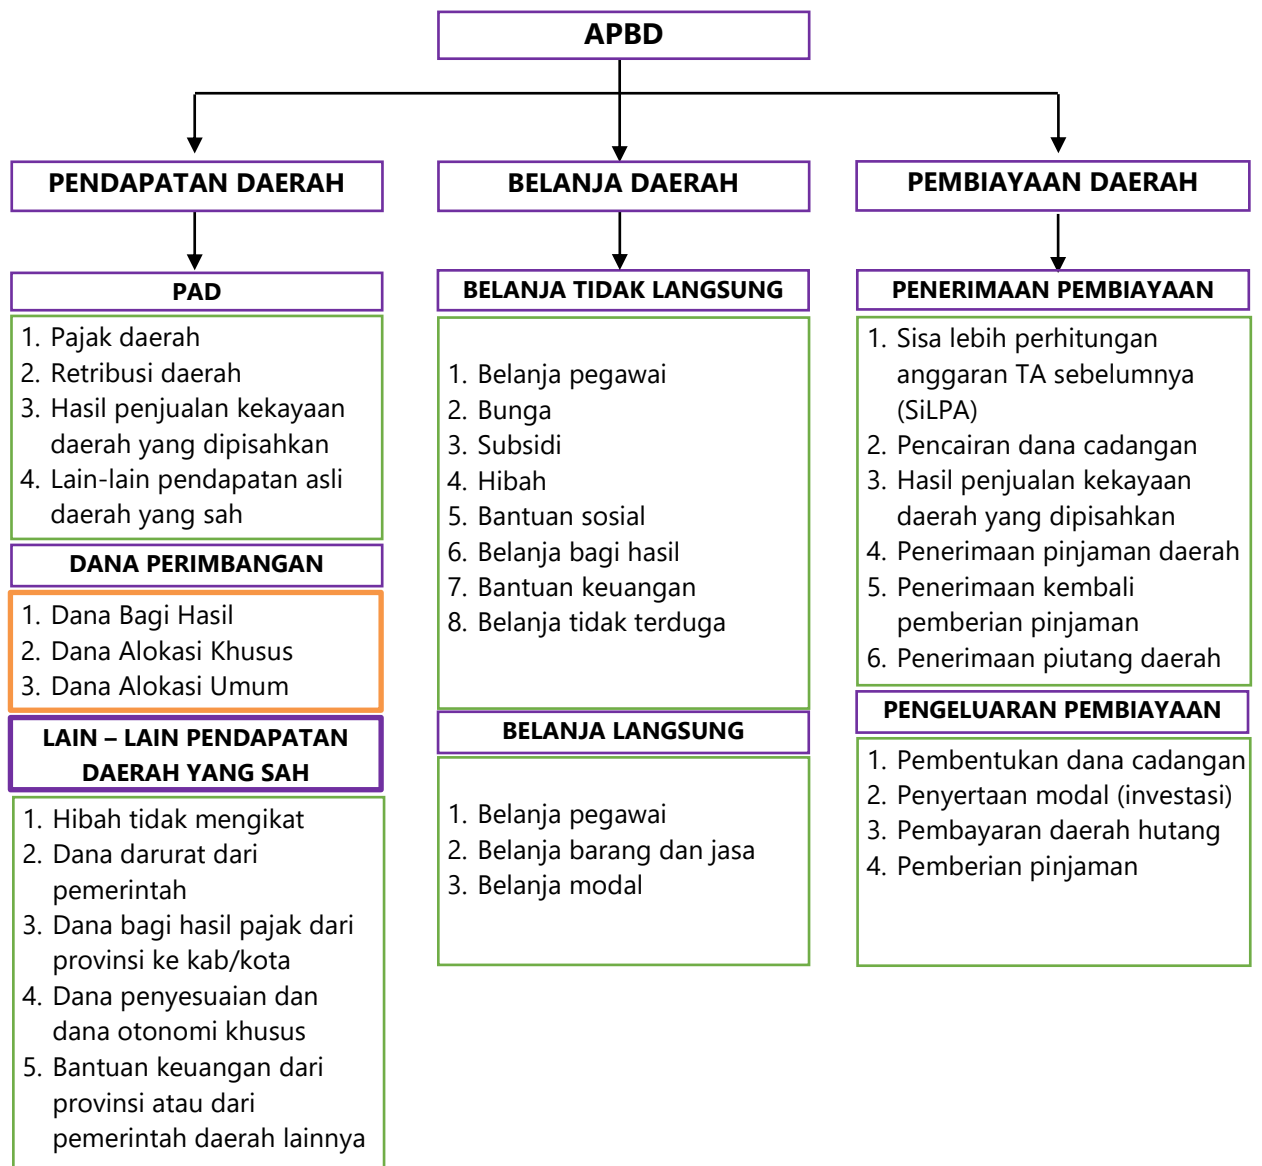 APBD
PENDAPATAN DAERAH
PAD
1. Pajak daerah
2. Retribusi daerah
3. Hasil penjualan kekayaan
daerah yang dipisahkan
4. Lain-lain pendapatan asli
daerah yang sah
DANA PERIMBANGAN
1. Dana Bagi Hasil
2. Dana Alokasi Khusus
3. Dana Alokasi Umum
LAIN – LAIN PENDAPATAN
DAERAH YANG SAH
1. Hibah tidak mengikat
2. Dana darurat dari
pemerintah
3. Dana bagi hasil pajak dari
provinsi ke kab/kota
4. Dana penyesuaian dan
dana otonomi khusus
5. Bantuan keuangan dari
provinsi atau dari
pemerintah daerah lainnya
BELANJA DAERAH
BELANJA TIDAK LANGSUNG
1. Belanja pegawai
2. Bunga
3. Subsidi
4. Hibah
5. Bantuan sosial
6. Belanja bagi hasil
7. Bantuan keuangan
8. Belanja tidak terduga
BELANJA LANGSUNG
1. Belanja pegawai
2. Belanja barang dan jasa
3. Belanja modal
PEMBIAYAAN DAERAH
PENERIMAAN PEMBIAYAAN
1. Sisa lebih perhitungan
anggaran TA sebelumnya
(SiLPA)
2. Pencairan dana cadangan
3. Hasil penjualan kekayaan
daerah yang dipisahkan
4. Penerimaan pinjaman daerah
5. Penerimaan kembali
pemberian pinjaman
6. Penerimaan piutang daerah
PENGELUARAN PEMBIAYAAN
1. Pembentukan dana cadangan
2. Penyertaan modal (investasi)
3. Pembayaran daerah hutang
4. Pemberian pinjaman